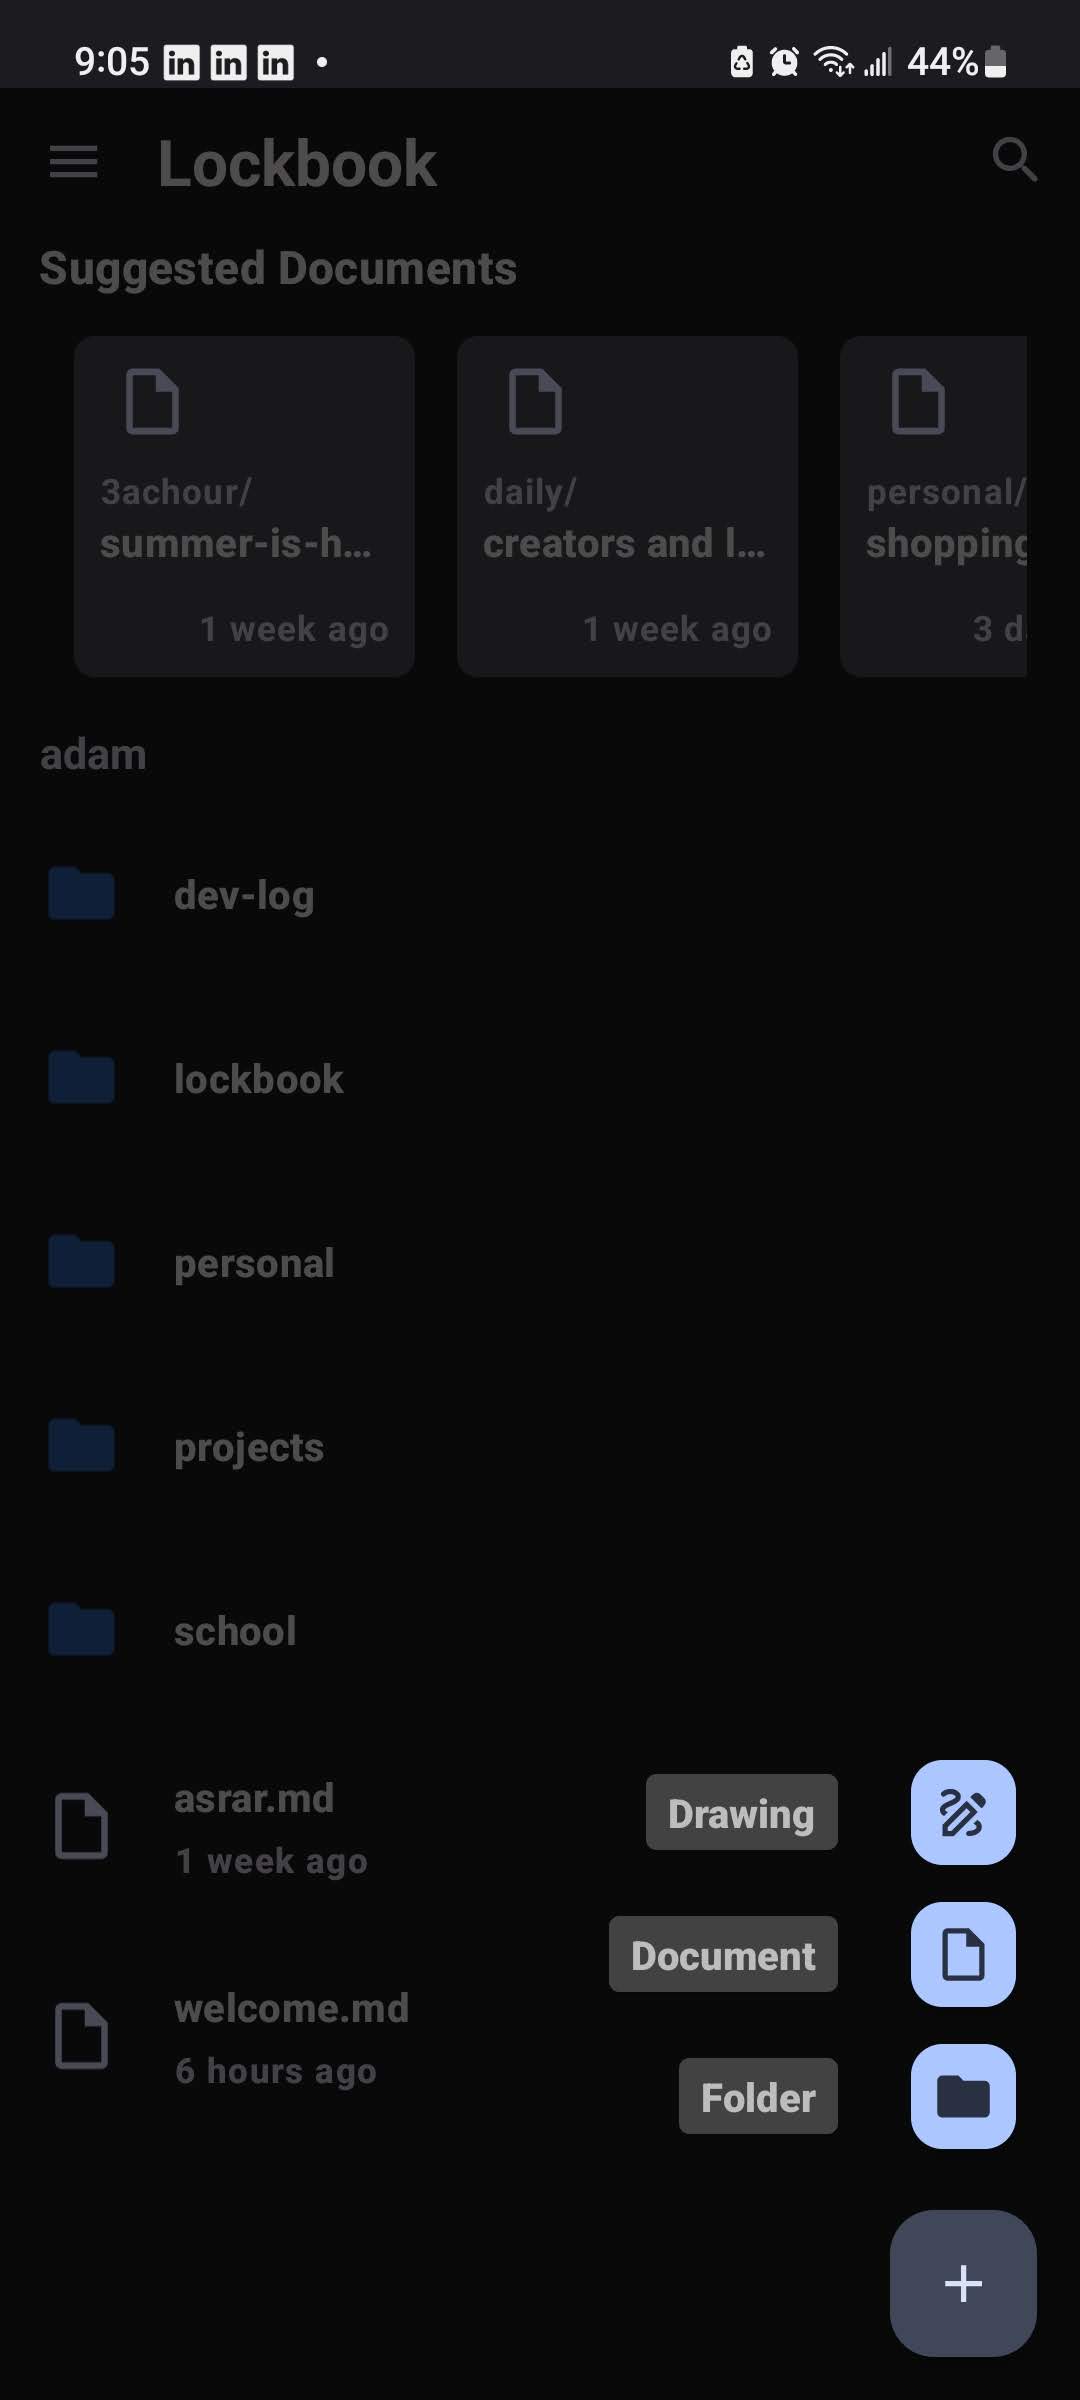 9:05 in in in 44%
Lockbook
Suggested Documents
3achour/
summer-is-h...
1 week ago
daily/
creators and l...
1 week ago
personal/
shopping
3 d
adam
dev-log
lockbook
personal
projects
school
asrar.md
1 week ago
Drawing
Document
welcome.md
6 hours ago
Folder